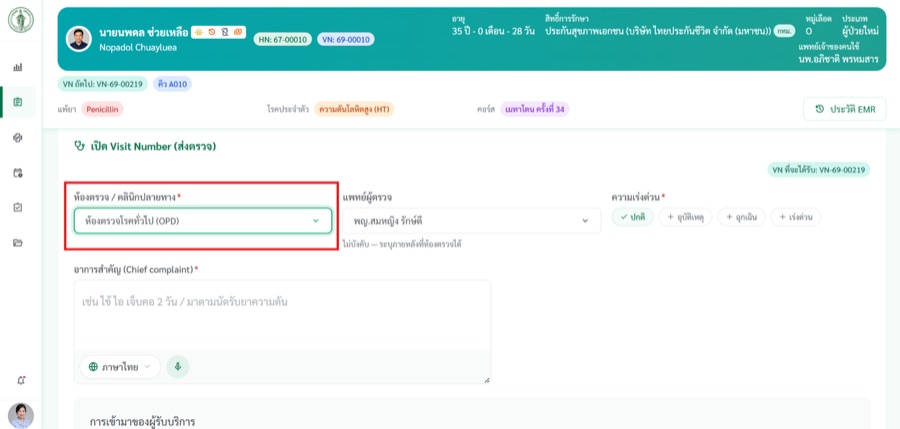 นายนพดล ช่วยเหลือ
Nopadol Chuayluea
HN: 67-00010
VN: 69-00010
อายุ
35 ปี - 0 เดือน - 28 วัน
สิทธิ์การรักษา
ประกันสุขภาพเอกชน (บริษัท ไทยประกันชีวิต จำกัด (มหาชน))
กทม.
หมู่เลือด
O
ประเภท
ผู้ป่วยใหม่
แพทย์เจ้าของคนไข้
นพ.อภิชาติ พรหมสาร
VN ถัดไป: VN-69-00219
คิว A010
แพ้ยา
Penicillin
โรคประจำตัว
ความดันโลหิตสูง (HT)
คอร์ส
เมทาโดน ครั้งที่ 34
ประวัติ EMR
เปิด Visit Number (ส่งตรวจ)
VN ที่จะได้รับ: VN-69-00219
ห้องตรวจ / คลินิกปลายทาง *
ห้องตรวจโรคทั่วไป (OPD)
แพทย์ผู้ตรวจ
พญ.สมหญิง รักษ์ดี
ไม่บังคับ — ระบุภายหลังที่ห้องตรวจได้
ความเร่งด่วน *
ปกติ
+ อุบัติเหตุ
+ ฉุกเฉิน
+ เร่งด่วน
อาการสำคัญ (Chief complaint) *
เช่น ไข้ ไอ เจ็บคอ 2 วัน / มาตามนัดรับยาความดัน
ภาษาไทย
การเข้ามาของผู้รับบริการ